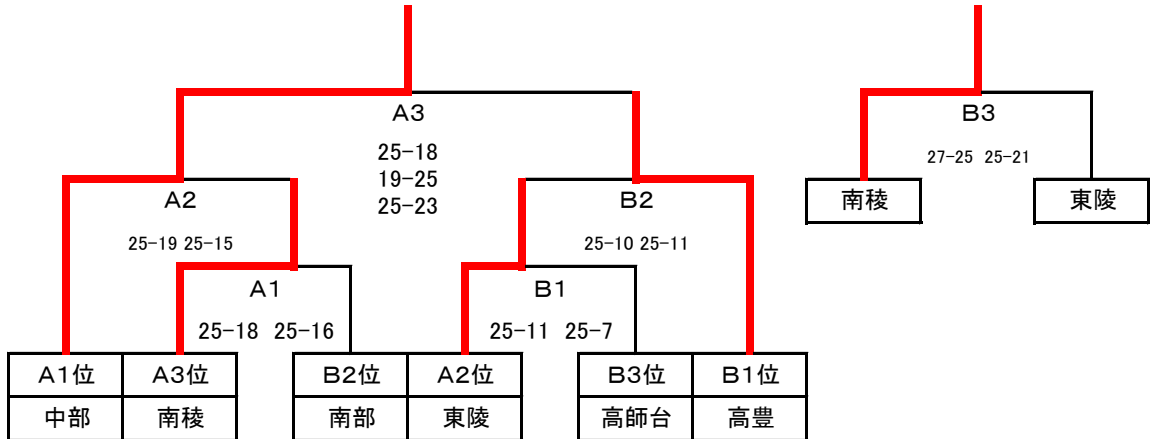 A3
25-18
19-25
25-23
B3
27-25 25-21
南稜
東陵
A2
25-19 25-15
B2
25-10 25-11
A1
25-18 25-16
B1
25-11 25-7
A1位
A3位
B2位
A2位
B3位
B1位
中部
南稜
南部
東陵
高師台
高豊